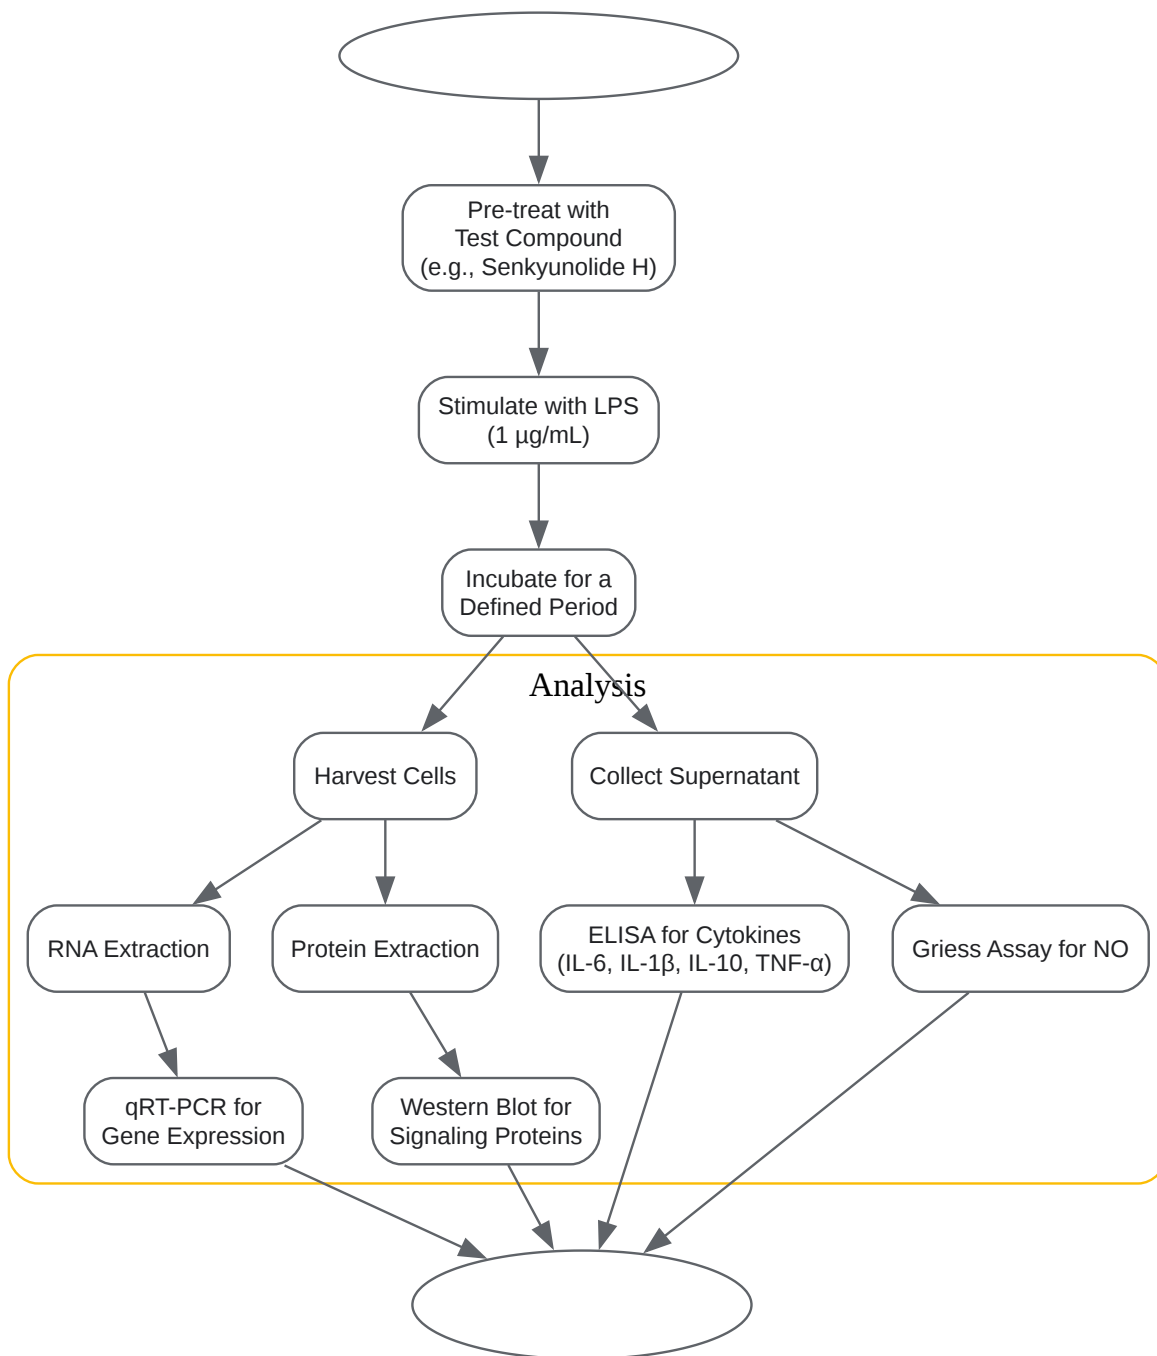 Pre-treat with
Test Compound
(e.g., Senkyunolide H)
Stimulate with LPS
(1 µg/mL)
Incubate for a
Defined Period
Analysis
Harvest Cells
Collect Supernatant
RNA Extraction
Protein Extraction
ELISA for Cytokines
(IL-6, IL-1β, IL-10, TNF-α)
Griess Assay for NO
qRT-PCR for
Gene Expression
Western Blot for
Signaling Proteins